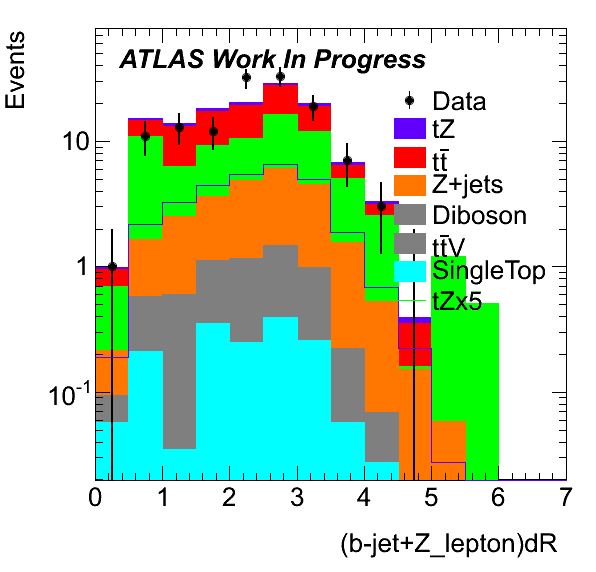 Events
ATLAS Work In Progress
Data
tZ
tt̄
Z+jets
Diboson
tt̄V
SingleTop
tZx5
10
1
10⁻¹
0 1 2 3 4 5 6 7
(b-jet+Z_lepton)dR